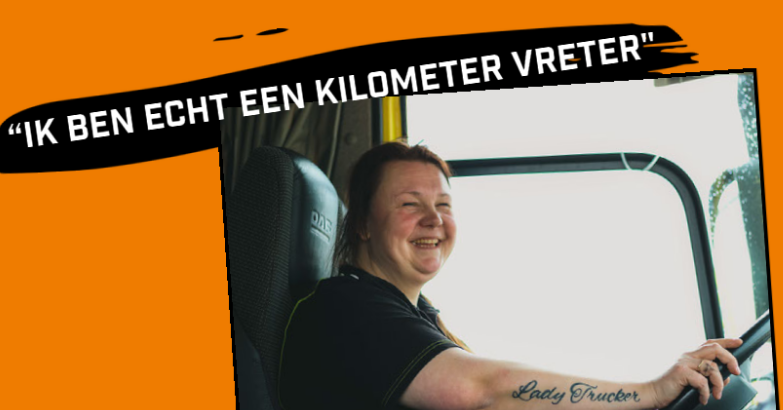 “IK BEN ECHT EEN KILOMETER VRETER"
DAF
Lady Trucker